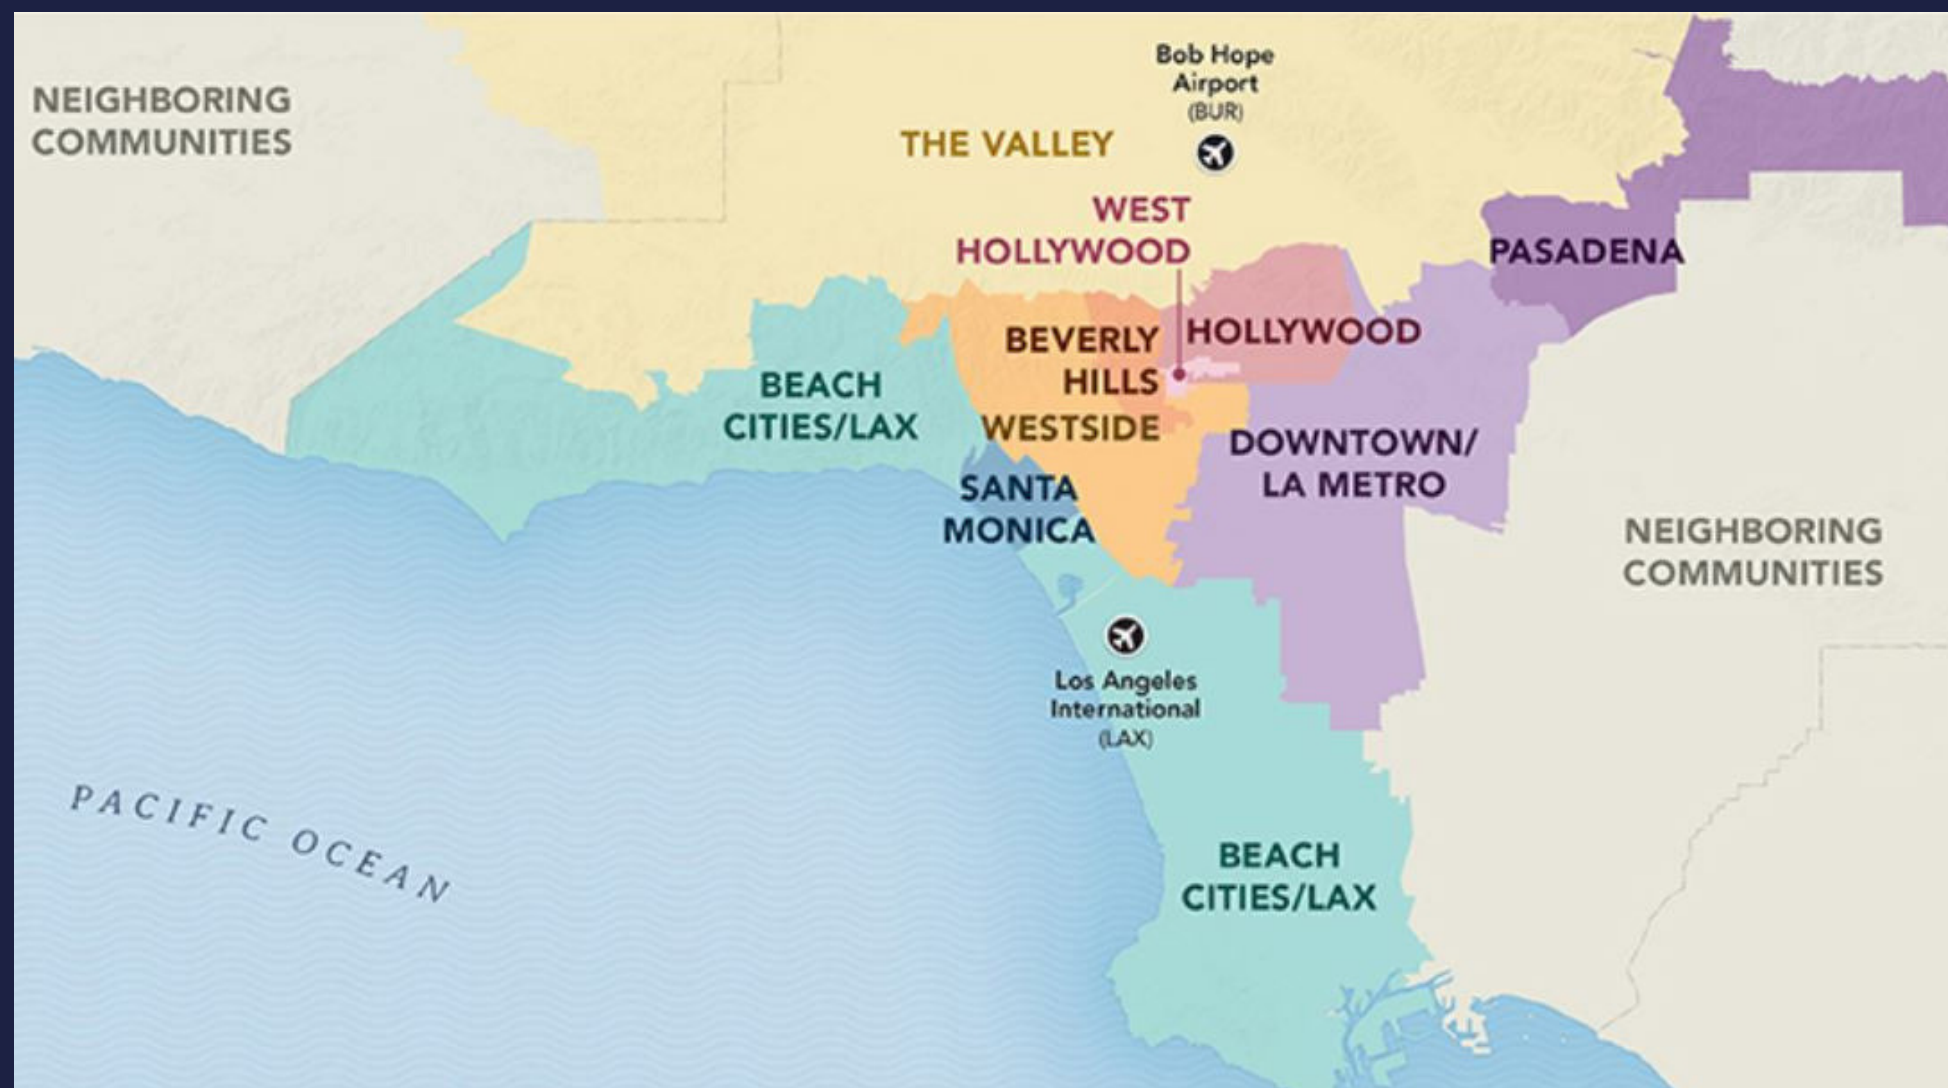 NEIGHBORING
COMMUNITIES
Bob Hope
Airport
(BUR)
THE VALLEY
WEST
HOLLYWOOD
PASADENA
BEVERLY
HILLS
HOLLYWOOD
BEACH
CITIES/LAX
WESTSIDE
DOWNTOWN/
LA METRO
SANTA
MONICA
NEIGHBORING
COMMUNITIES
Los Angeles
International
(LAX)
PACIFIC OCEAN
BEACH
CITIES/LAX